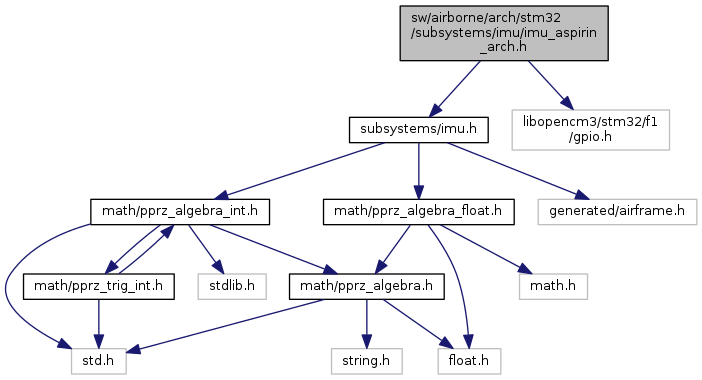 sw/airborne/arch/stm32
/subsystems/imu/imu_aspirin
_arch.h
subsystems/imu.h
libopencm3/stm32/f1
/gpio.h
math/pprz_algebra_int.h
math/pprz_algebra_float.h
generated/airframe.h
math/pprz_trig_int.h
stdlib.h
math/pprz_algebra.h
math.h
std.h
string.h
float.h